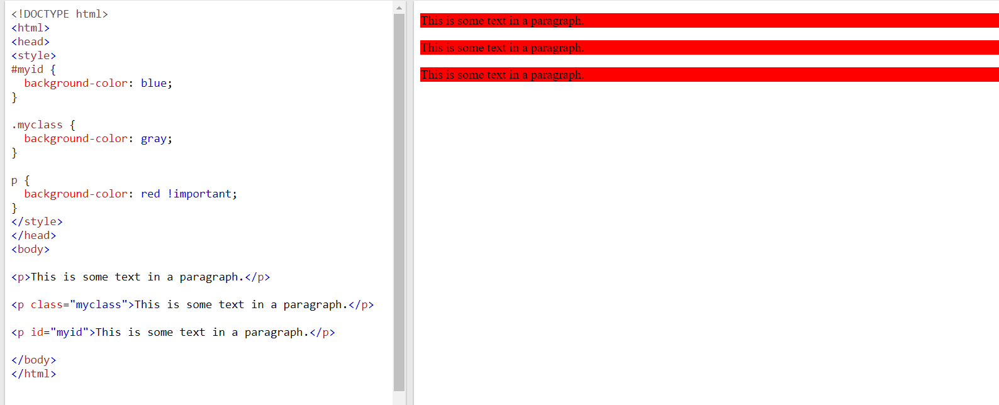 <!DOCTYPE html>
<html>
<head>
<style>
#myid {
  background-color: blue;
}

.myclass {
  background-color: gray;
}

p {
  background-color: red !important;
}
</style>
</head>
<body>

<p>This is some text in a paragraph.</p>

<p class="myclass">This is some text in a paragraph.</p>

<p id="myid">This is some text in a paragraph.</p>

</body>
</html>

This is some text in a paragraph.
This is some text in a paragraph.
This is some text in a paragraph.